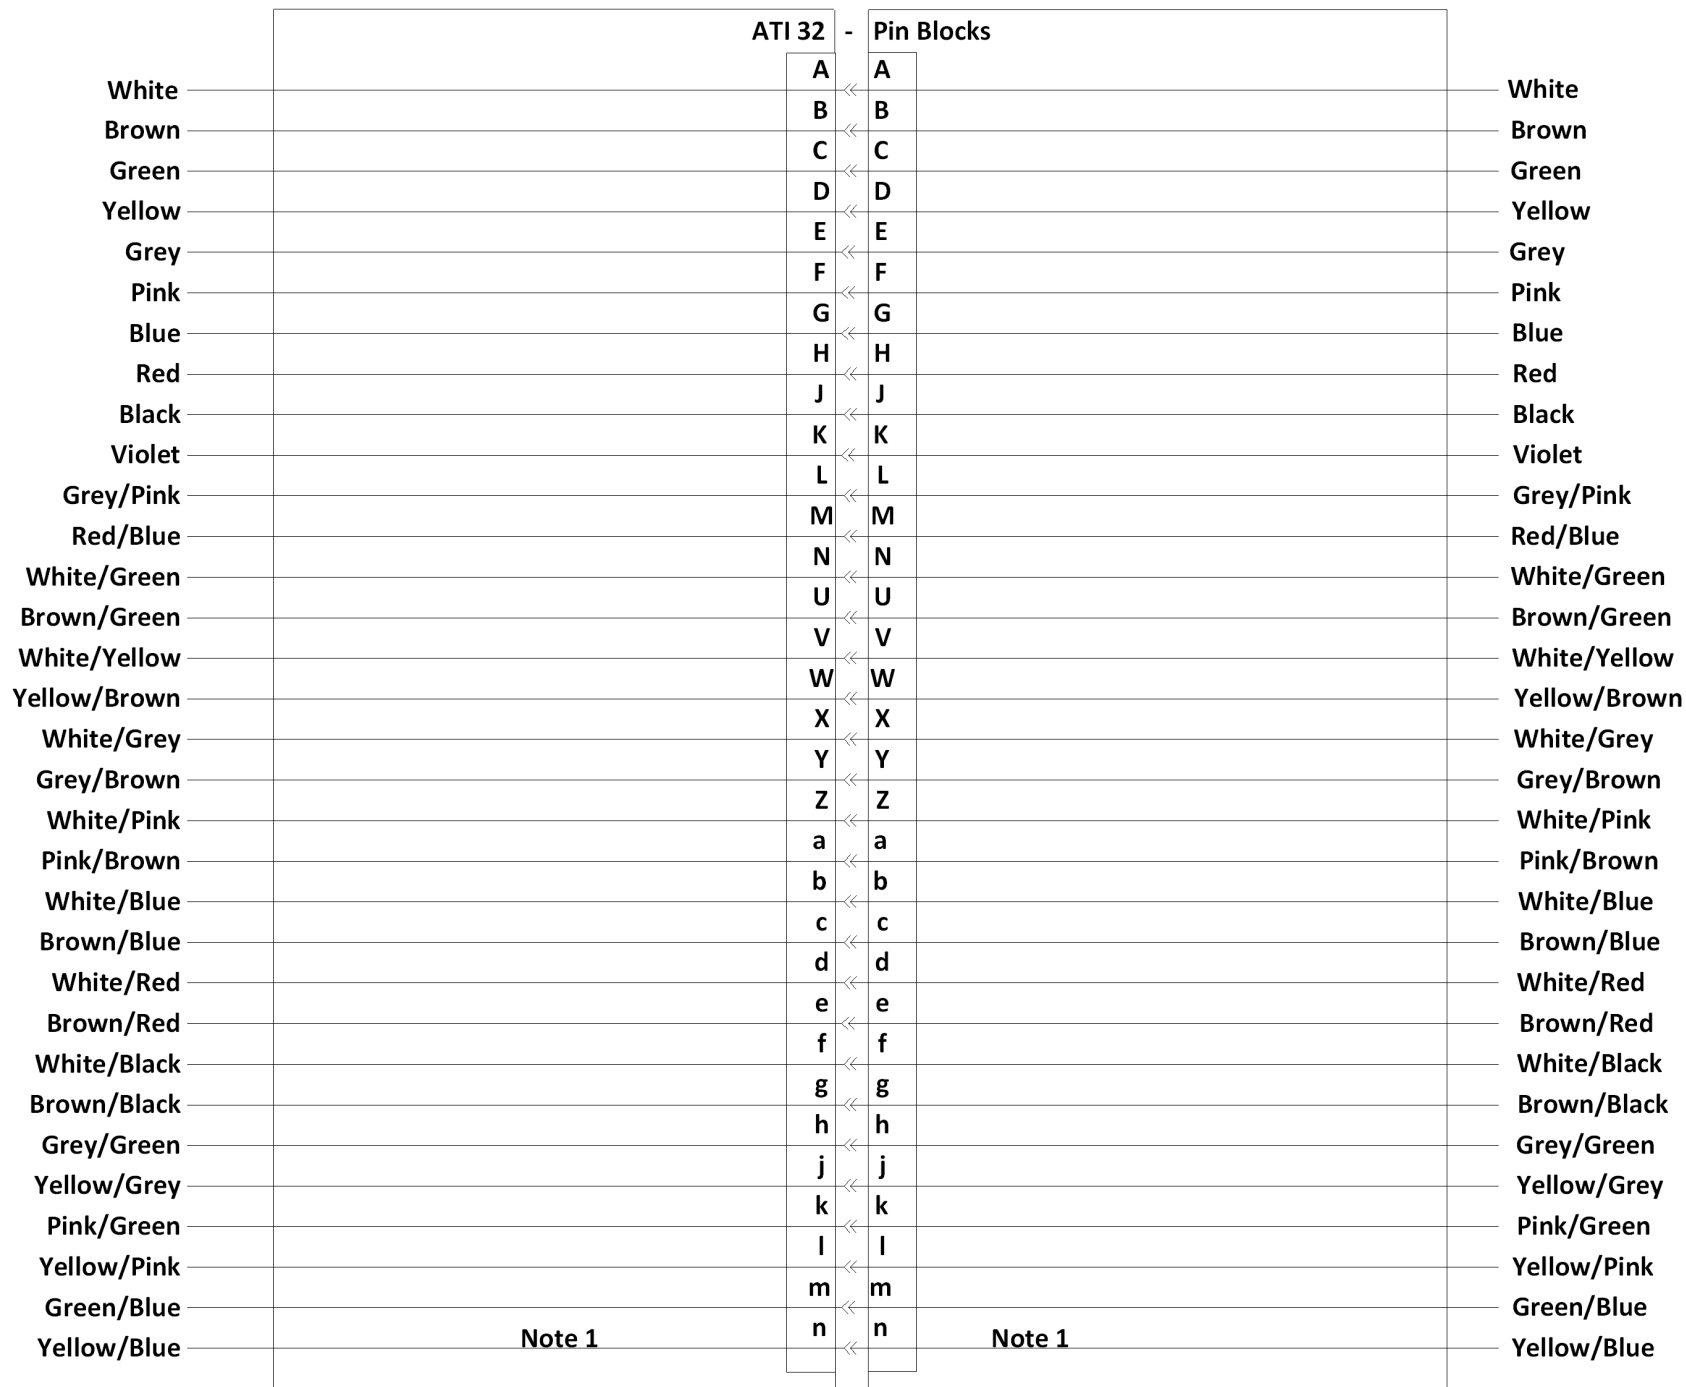 ATI 32 - Pin Blocks
A A
White White
B B
Brown Brown
C C
Green Green
D D
Yellow Yellow
E E
Grey Grey
F F
Pink Pink
G G
Blue Blue
H H
Red Red
J J
Black Black
K K
Violet Violet
L L
Grey/Pink Grey/Pink
M M
Red/Blue Red/Blue
N N
White/Green White/Green
U U
Brown/Green Brown/Green
V V
White/Yellow White/Yellow
W W
Yellow/Brown Yellow/Brown
X X
White/Grey White/Grey
Y Y
Grey/Brown Grey/Brown
Z Z
White/Pink White/Pink
a a
Pink/Brown Pink/Brown
b b
White/Blue White/Blue
c c
Brown/Blue Brown/Blue
d d
White/Red White/Red
e e
Brown/Red Brown/Red
f f
White/Black White/Black
g g
Brown/Black Brown/Black
h h
Grey/Green Grey/Green
j j
Yellow/Grey Yellow/Grey
k k
Pink/Green Pink/Green
l l
Yellow/Pink Yellow/Pink
m m
Green/Blue Green/Blue
n n
Note 1 Note 1
Yellow/Blue Yellow/Blue